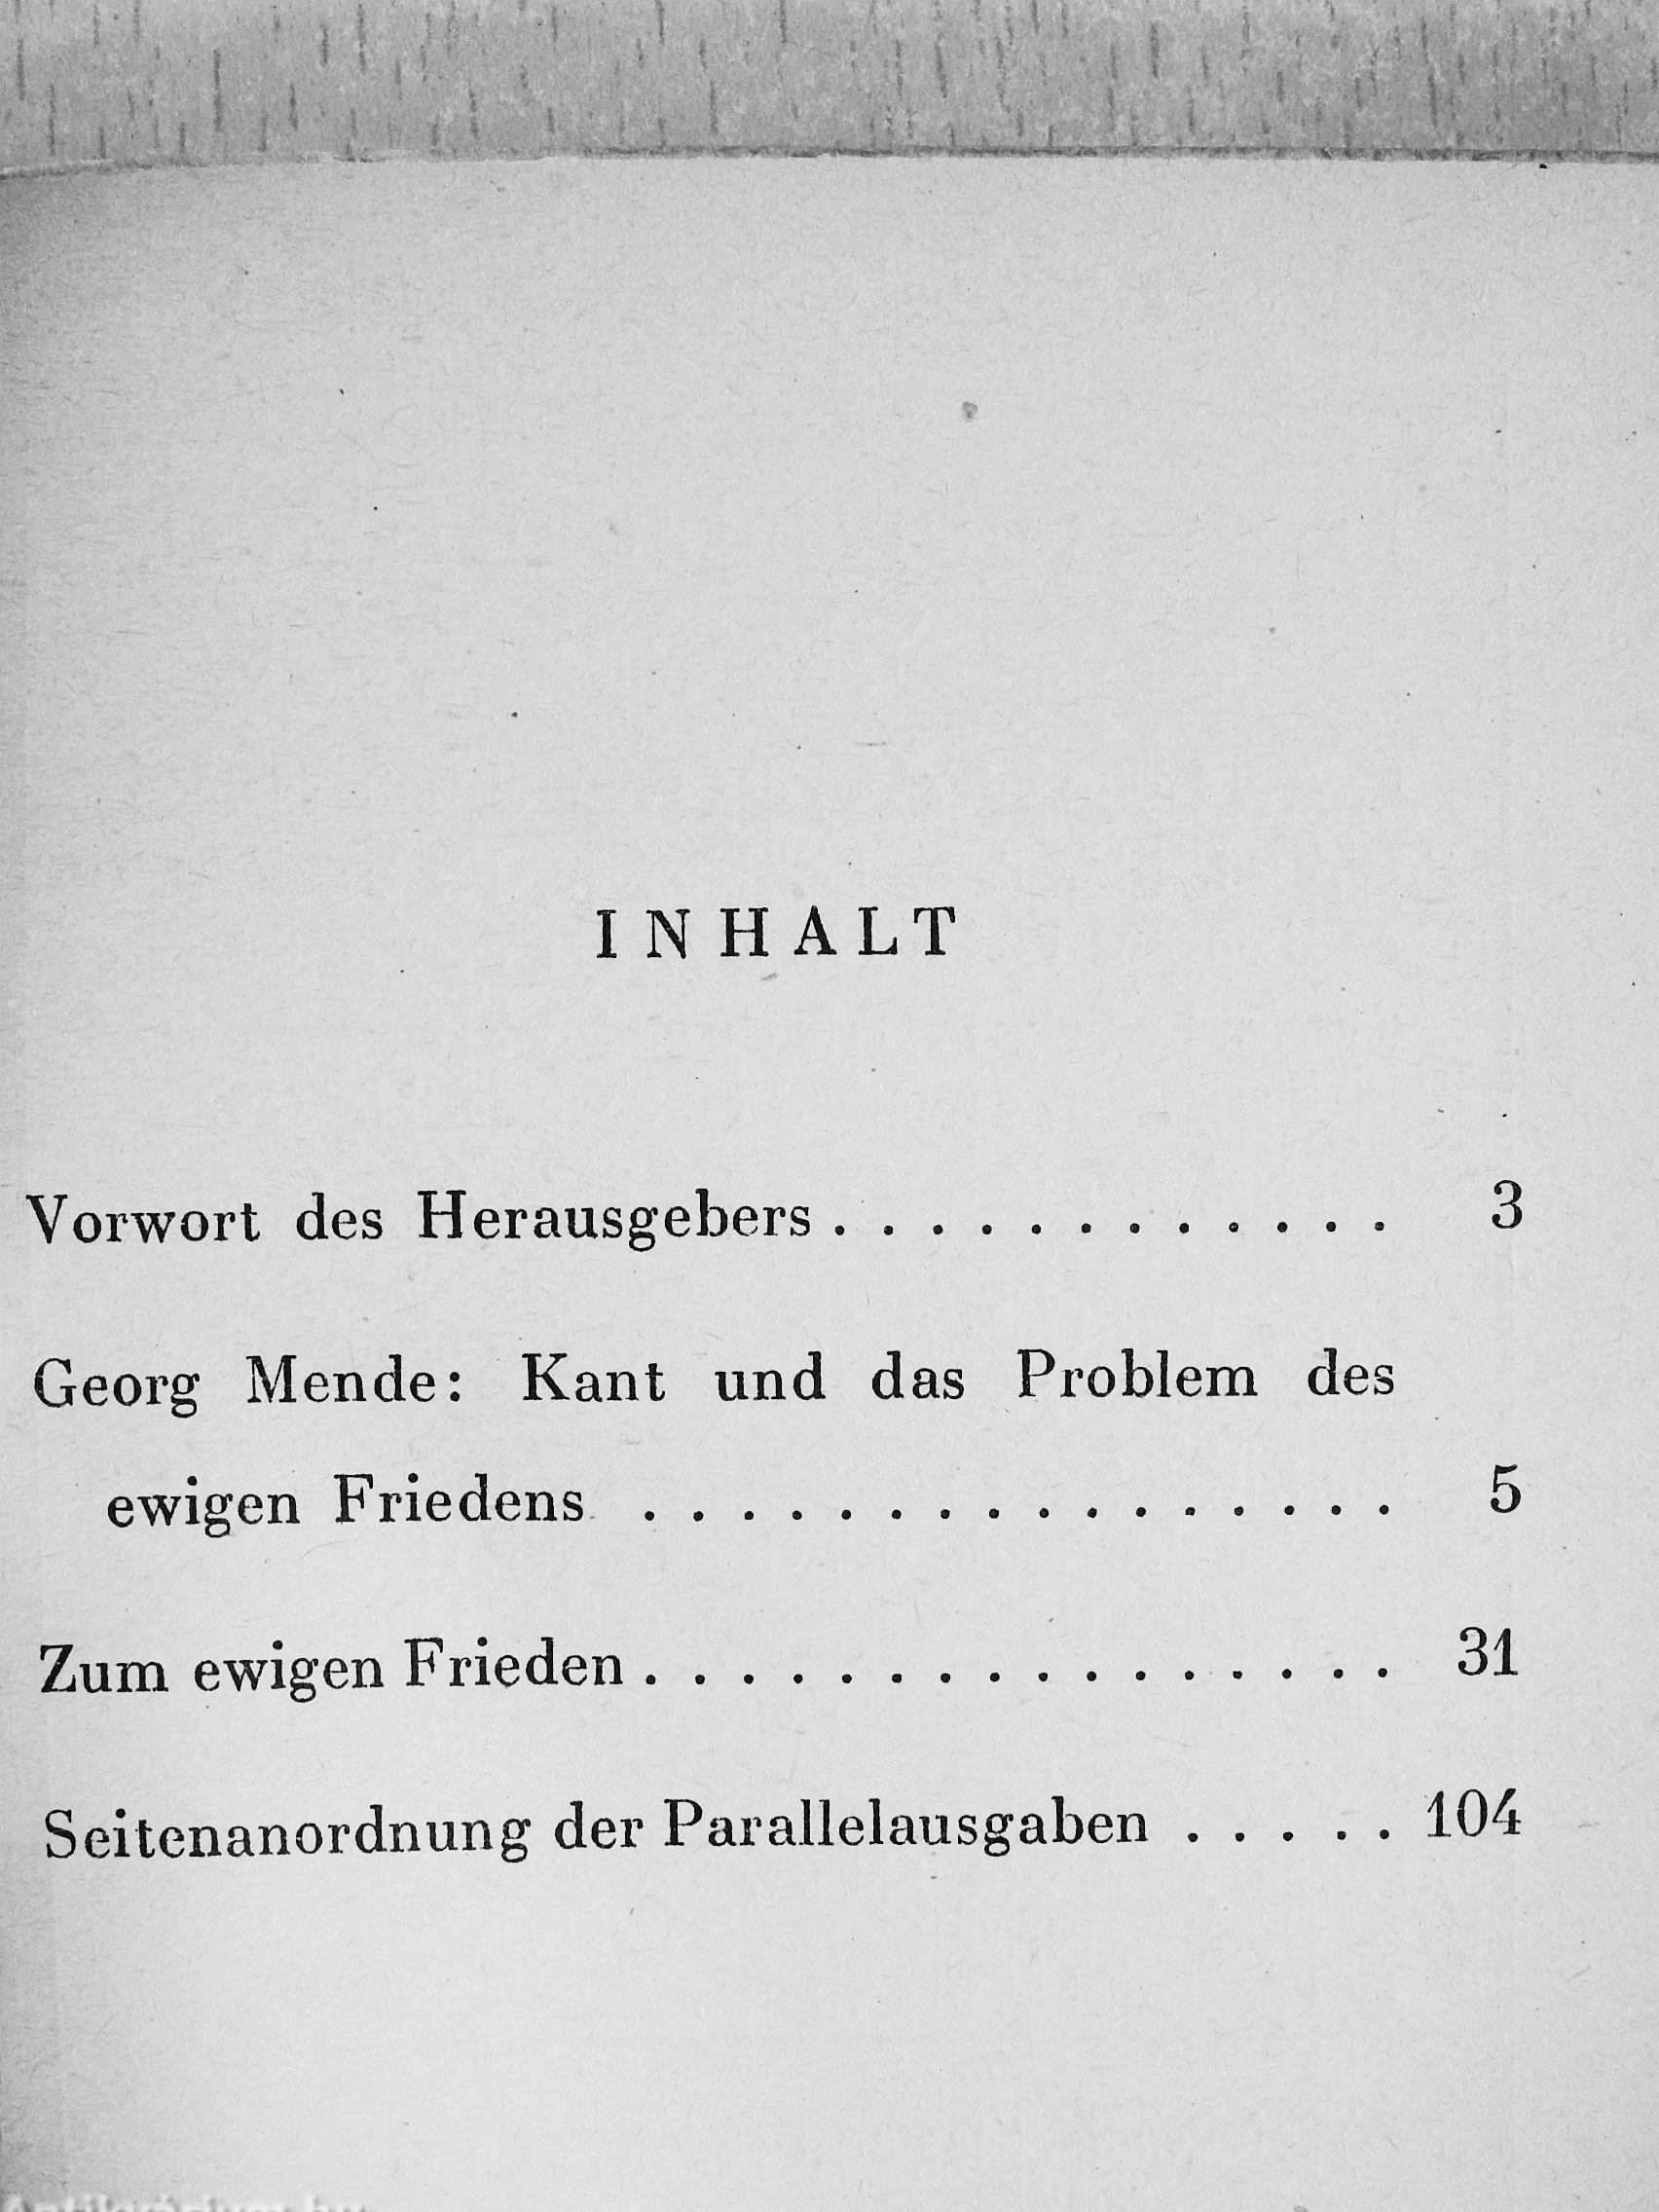 INHALT
Vorwort des Herausgebers . . . . . . . . . . . . 3
Georg Mende: Kant und das Problem des
ewigen Friedens . . . . . . . . . . . . . . . . 5
Zum ewigen Frieden . . . . . . . . . . . . . . . . 31
Seitenanordnung der Parallelausgaben . . . . . 104